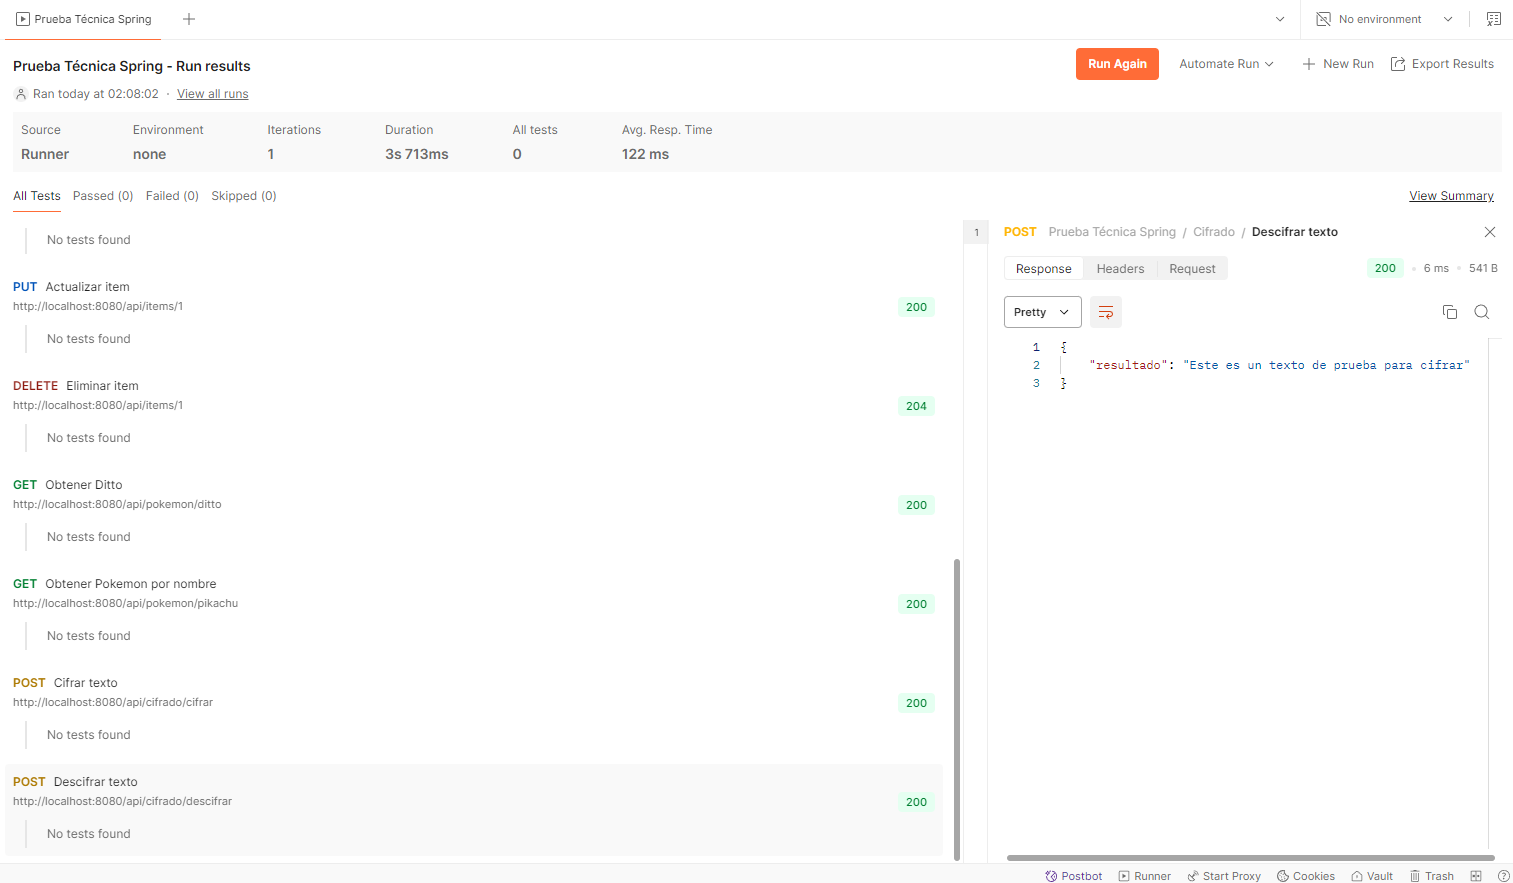 Prueba Técnica Spring
No environment
Prueba Técnica Spring - Run results
Run Again
Automate Run
New Run
Export Results
Ran today at 02:08:02 · View all runs
Source Environment Iterations Duration All tests Avg. Resp. Time
Runner none 1 3s 713ms 0 122 ms
All Tests Passed (0) Failed (0) Skipped (0)
View Summary
No tests found
PUT Actualizar item
http://localhost:8080/api/items/1
200
No tests found
DELETE Eliminar item
http://localhost:8080/api/items/1
204
No tests found
GET Obtener Ditto
http://localhost:8080/api/pokemon/ditto
200
No tests found
GET Obtener Pokemon por nombre
http://localhost:8080/api/pokemon/pikachu
200
No tests found
POST Cifrar texto
http://localhost:8080/api/cifrado/cifrar
200
No tests found
POST Descifrar texto
http://localhost:8080/api/cifrado/descifrar
200
No tests found
1
POST Prueba Técnica Spring / Cifrado / Descifrar texto
Response Headers Request
200 • 6 ms • 541 B
Pretty
1 {
2 "resultado": "Este es un texto de prueba para cifrar"
3 }
Postbot Runner Start Proxy Cookies Vault Trash